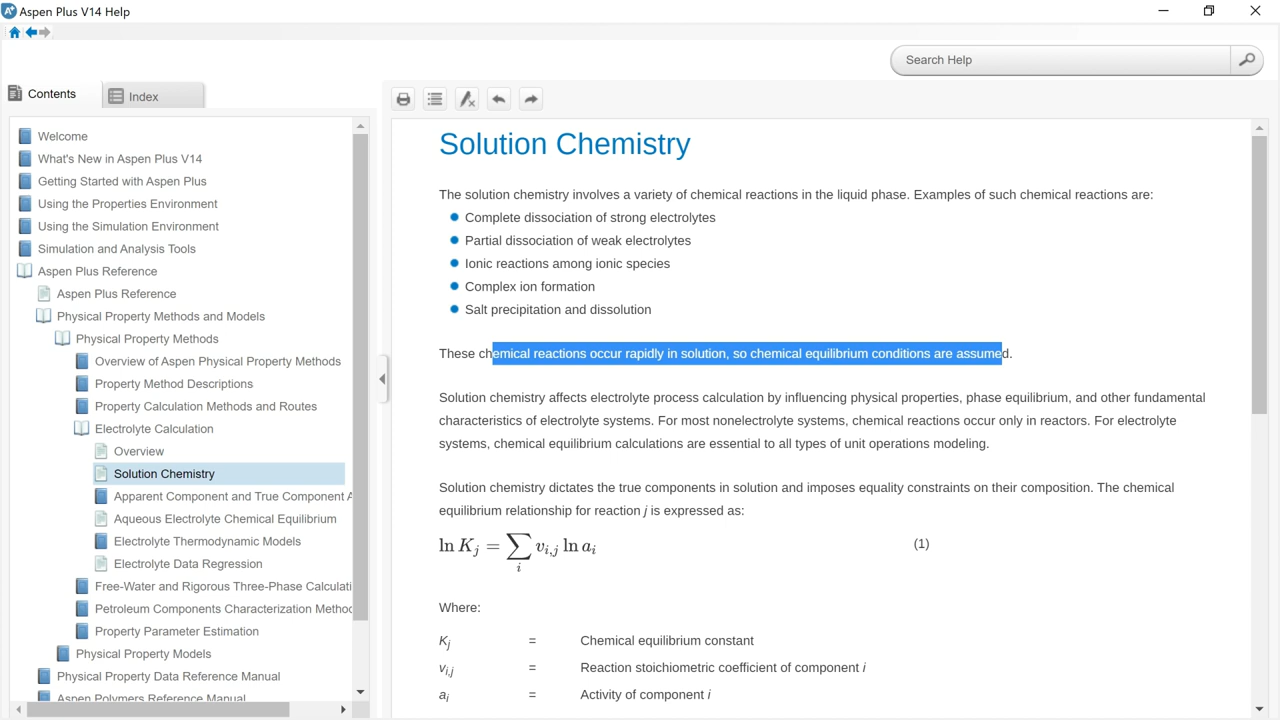 Aspen Plus V14 Help
Search Help
Contents
Index
Welcome
What's New in Aspen Plus V14
Getting Started with Aspen Plus
Using the Properties Environment
Using the Simulation Environment
Simulation and Analysis Tools
Aspen Plus Reference
Aspen Plus Reference
Physical Property Methods and Models
Physical Property Methods
Overview of Aspen Physical Property Methods
Property Method Descriptions
Property Calculation Methods and Routes
Electrolyte Calculation
Overview
Solution Chemistry
Apparent Component and True Component A
Aqueous Electrolyte Chemical Equilibrium
Electrolyte Thermodynamic Models
Electrolyte Data Regression
Free-Water and Rigorous Three-Phase Calculati
Petroleum Components Characterization Method
Property Parameter Estimation
Physical Property Models
Physical Property Data Reference Manual
Aspen Polymers Reference Manual
Solution Chemistry
The solution chemistry involves a variety of chemical reactions in the liquid phase. Examples of such chemical reactions are:
Complete dissociation of strong electrolytes
Partial dissociation of weak electrolytes
Ionic reactions among ionic species
Complex ion formation
Salt precipitation and dissolution
These chemical reactions occur rapidly in solution, so chemical equilibrium conditions are assumed.
Solution chemistry affects electrolyte process calculation by influencing physical properties, phase equilibrium, and other fundamental
characteristics of electrolyte systems. For most nonelectrolyte systems, chemical reactions occur only in reactors. For electrolyte
systems, chemical equilibrium calculations are essential to all types of unit operations modeling.
Solution chemistry dictates the true components in solution and imposes equality constraints on their composition. The chemical
equilibrium relationship for reaction j is expressed as:
ln K_j = ∑_i v_{i,j} ln a_i (1)
Where:
K_j = Chemical equilibrium constant
v_{i,j} = Reaction stoichiometric coefficient of component i
a_i = Activity of component i